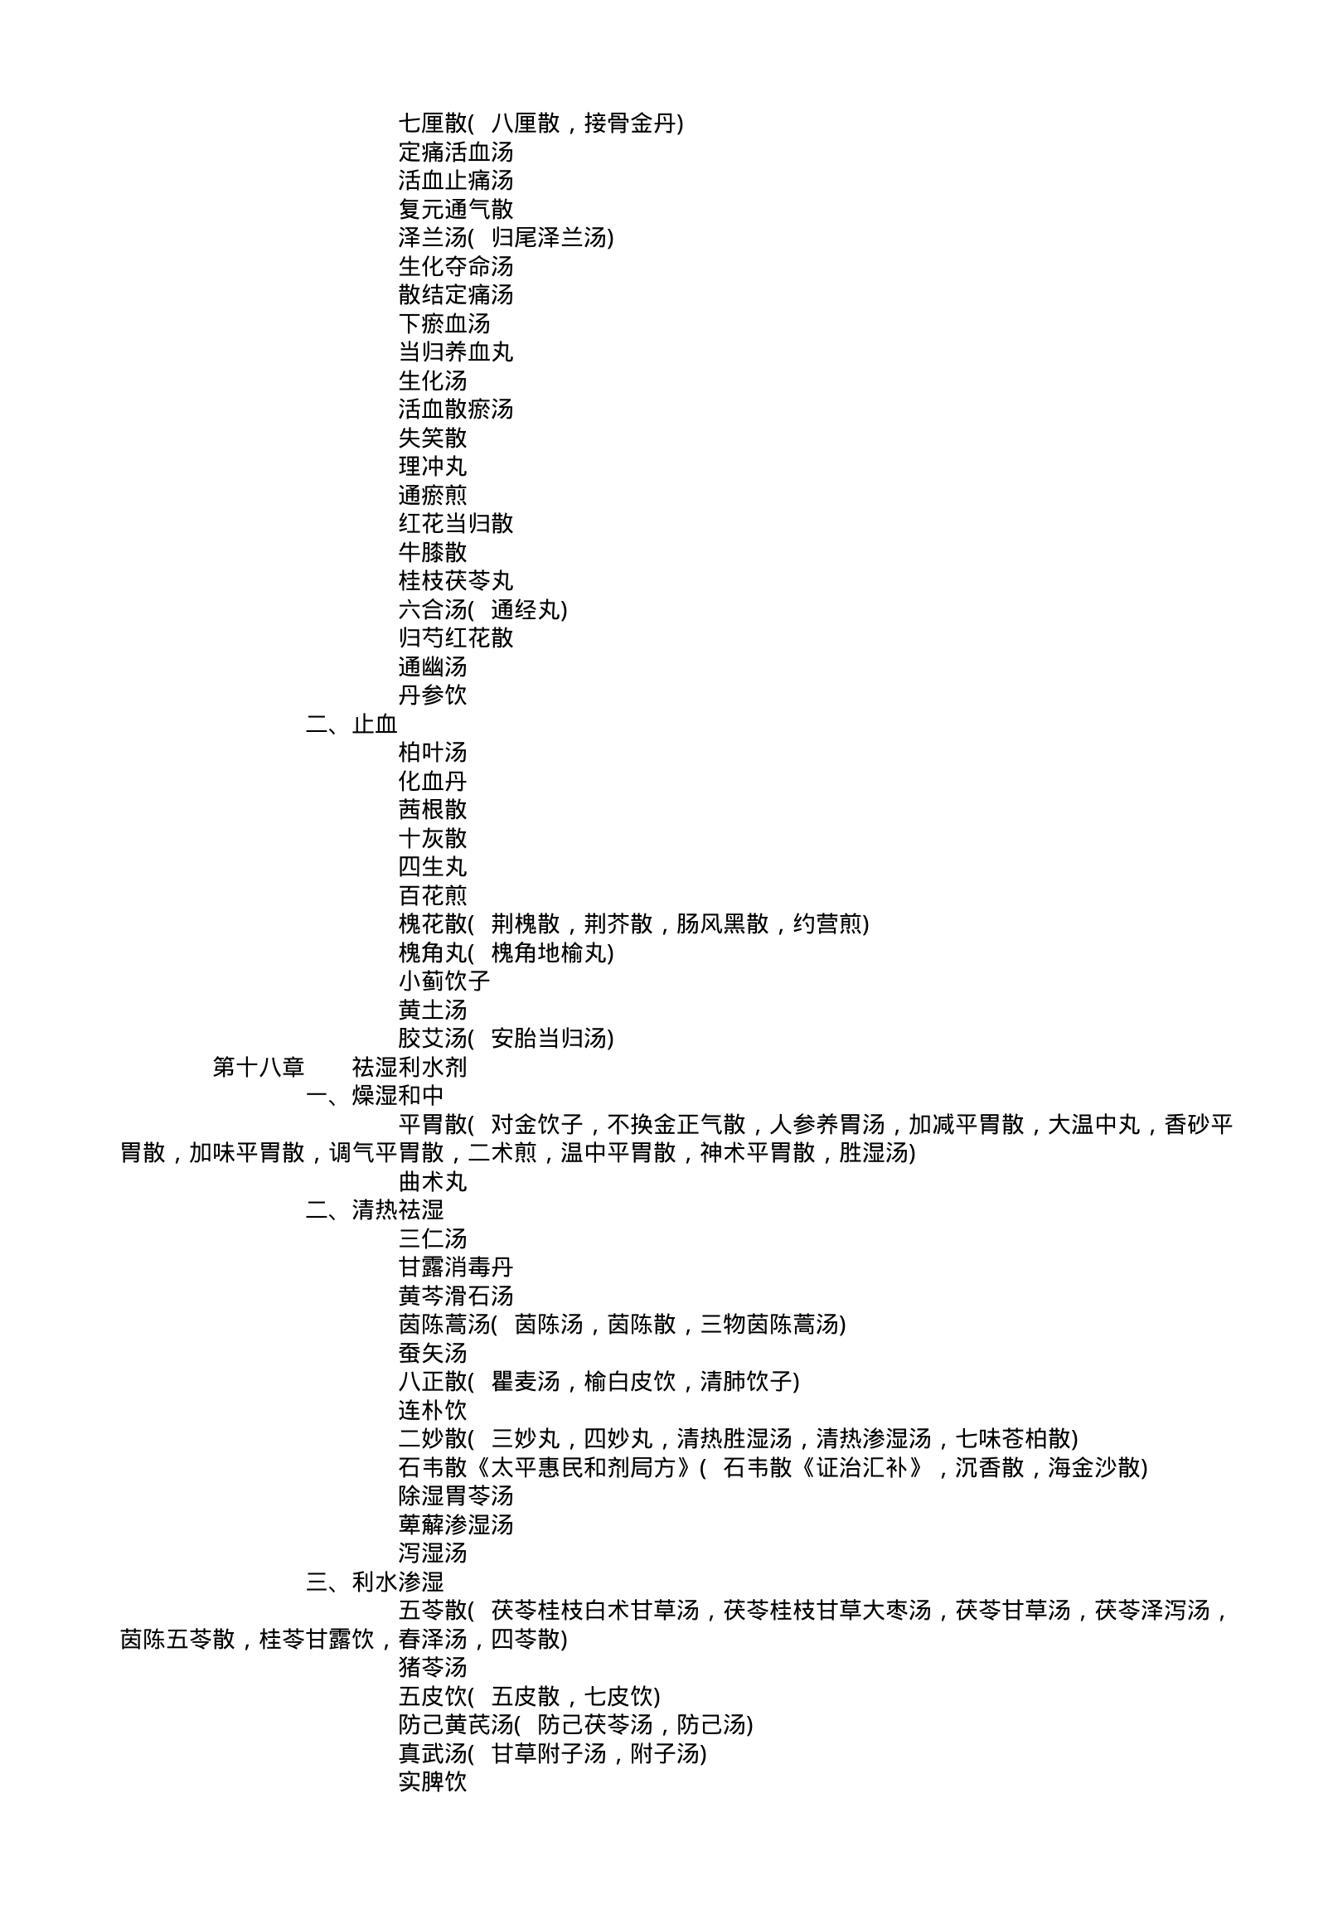 七厘散( 八厘散，接骨金丹)
定痛活血汤
活血止痛汤
复元通气散
泽兰汤( 归尾泽兰汤)
生化夺命汤
散结定痛汤
下瘀血汤
当归养血丸
生化汤
活血散瘀汤
失笑散
理冲丸
通瘀煎
红花当归散
牛膝散
桂枝茯苓丸
六合汤( 通经丸)
归芍红花散
通幽汤
丹参饮
二、止血
柏叶汤
化血丹
茜根散
十灰散
四生丸
百花煎
槐花散( 荆槐散，荆芥散，肠风黑散，约营煎)
槐角丸( 槐角地榆丸)
小蓟饮子
黄土汤
胶艾汤( 安胎当归汤)
第十八章　　祛湿利水剂
一、燥湿和中
平胃散( 对金饮子，不换金正气散，人参养胃汤，加减平胃散，大温中丸，香砂平
胃散，加味平胃散，调气平胃散，二术煎，温中平胃散，神术平胃散，胜湿汤)
曲术丸
二、清热祛湿
三仁汤
甘露消毒丹
黄芩滑石汤
茵陈蒿汤( 茵陈汤，茵陈散，三物茵陈蒿汤)
蚕矢汤
八正散( 瞿麦汤，榆白皮饮，清肺饮子)
连朴饮
二妙散( 三妙丸，四妙丸，清热胜湿汤，清热渗湿汤，七味苍柏散)
石韦散《太平惠民和剂局方》( 石韦散《证治汇补》，沉香散，海金沙散)
除湿胃苓汤
萆薢渗湿汤
泻湿汤
三、利水渗湿
五苓散( 茯苓桂枝白术甘草汤，茯苓桂枝甘草大枣汤，茯苓甘草汤，茯苓泽泻汤，
茵陈五苓散，桂苓甘露饮，春泽汤，四苓散)
猪苓汤
五皮饮( 五皮散，七皮饮)
防己黄芪汤( 防己茯苓汤，防己汤)
真武汤( 甘草附子汤，附子汤)
实脾饮